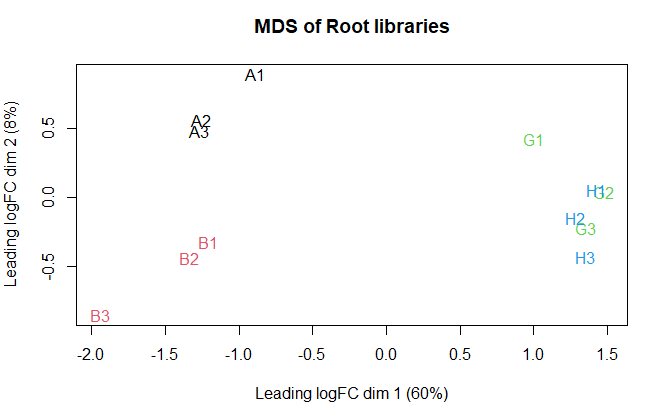 MDS of Root libraries
A1
A2
A3
G1
H1
G2
H2
G3
B1
B2
H3
B3
Leading logFC dim 2 (8%)
0.5
0.0
-0.5
-2.0 -1.5 -1.0 -0.5 0.0 0.5 1.0 1.5
Leading logFC dim 1 (60%)